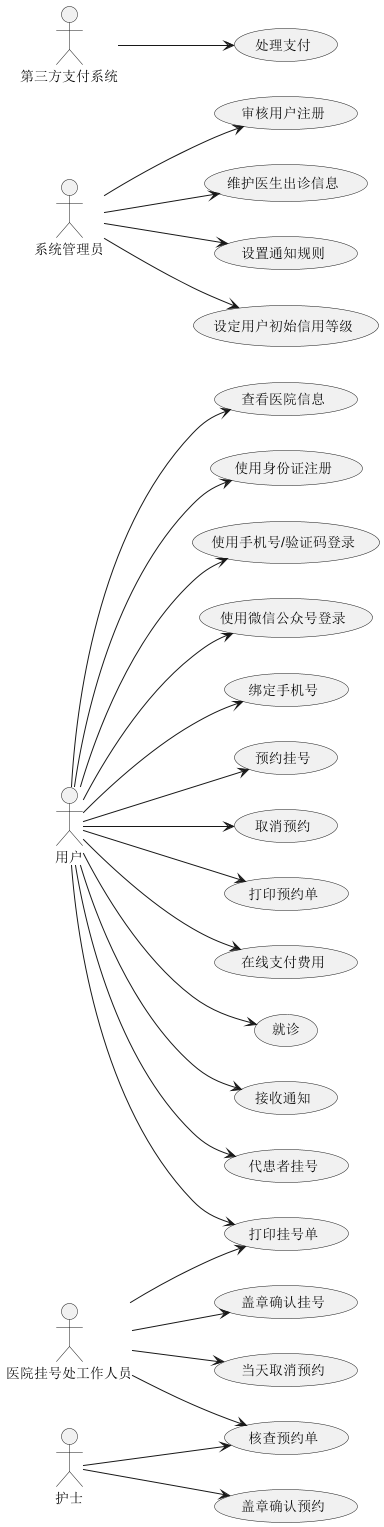 处理支付
第三方支付系统
审核用户注册
维护医生出诊信息
系统管理员
设置通知规则
设定用户初始信用等级
查看医院信息
使用身份证注册
使用手机号/验证码登录
使用微信公众号登录
绑定手机号
预约挂号
取消预约
用户
打印预约单
在线支付费用
就诊
接收通知
代患者挂号
打印挂号单
盖章确认挂号
医院挂号处工作人员
当天取消预约
核查预约单
护士
盖章确认预约